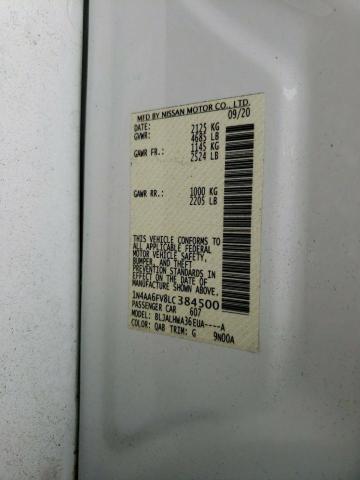 MFD BY NISSAN MOTOR CO., LTD.
DATE: 09/20
GVWR: 2125 KG
4685 LB
GAWR FR.: 1145 KG
2524 LB
GAWR RR.: 1000 KG
2205 LB
THIS VEHICLE CONFORMS TO
ALL APPLICABLE FEDERAL
MOTOR VEHICLE SAFETY,
BUMPER, AND THEFT
PREVENTION STANDARDS IN
EFFECT ON THE DATE OF
MANUFACTURE SHOWN
ABOVE.
1N4AA6FV8LC384500
PASSENGER CAR 607
MODEL: BLJALHWA36EUA----A
COLOR: QAB TRIM: G 9N00A